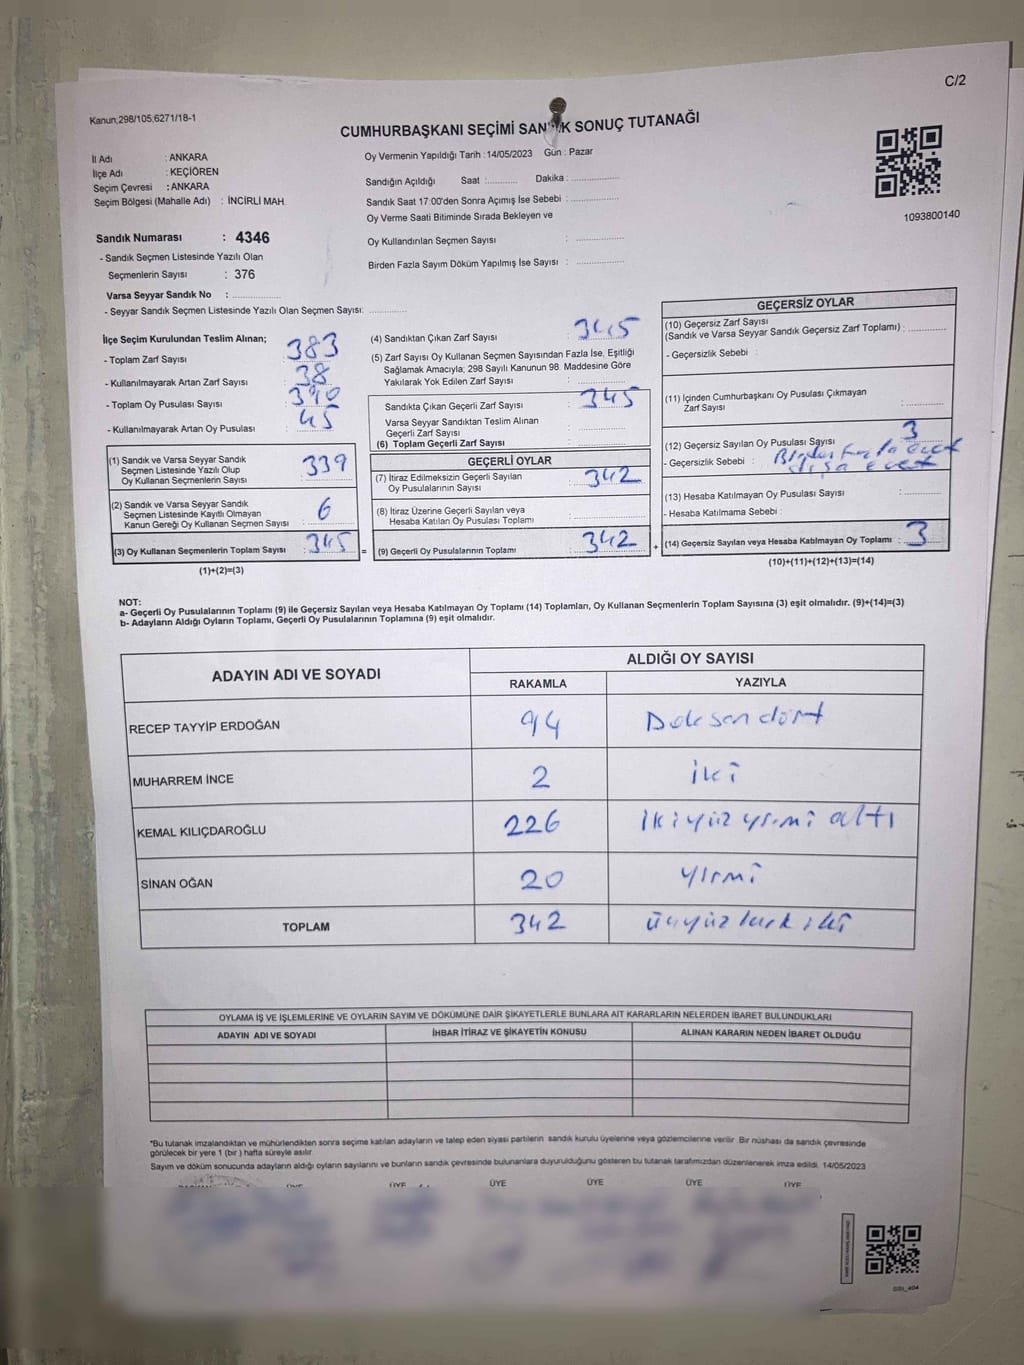 C/2
Kanun,298/105;6271/18-1
CUMHURBAŞKANI SEÇİMİ SANDIK SONUÇ TUTANAĞI
İl Adı : ANKARA
İlçe Adı : KEÇİÖREN
Seçim Çevresi : ANKARA
Seçim Bölgesi (Mahalle Adı) : İNCİRLİ MAH.
Oy Vermenin Yapıldığı Tarih : 14/05/2023 Gün : Pazar
Sandığın Açıldığı Saat :........... Dakika :................
Sandık Saat 17:00'den Sonra Açımış İse Sebebi :................
Oy Verme Saati Bitiminde Sırada Bekleyen ve
Oy Kullandırılan Seçmen Sayısı :................
Birden Fazla Sayım Döküm Yapılmış İse Sayısı :................
1093800140
Sandık Numarası : 4346
- Sandık Seçmen Listesinde Yazılı Olan
Seçmenlerin Sayısı : 376
Varsa Seyyar Sandık No :................
- Seyyar Sandık Seçmen Listesinde Yazılı Olan Seçmen Sayısı: ............
İlçe Seçim Kurulundan Teslim Alınan;
- Toplam Zarf Sayısı : 383
- Kullanılmayarak Artan Zarf Sayısı : 38
- Toplam Oy Pusulası Sayısı : 390
- Kullanılmayarak Artan Oy Pusulası : 45
(1) Sandık ve Varsa Seyyar Sandık
Seçmen Listesinde Yazılı Olup
Oy Kullanan Seçmenlerin Sayısı : 339
(2) Sandık ve Varsa Seyyar Sandık
Seçmen Listesinde Kayıtlı Olmayan
Kanun Gereği Oy Kullanan Seçmen Sayısı : 6
(3) Oy Kullanan Seçmenlerin Toplam Sayısı : 345 =
(1)+(2)=(3)
(4) Sandıktan Çıkan Zarf Sayısı : 345
(5) Zarf Sayısı Oy Kullanan Seçmen Sayısından Fazla İse, Eşitliği
Sağlamak Amacıyla; 298 Sayılı Kanunun 98. Maddesine Göre
Yakılarak Yok Edilen Zarf Sayısı :............
Sandıkta Çıkan Geçerli Zarf Sayısı : 345
Varsa Seyyar Sandıktan Teslim Alınan
Geçerli Zarf Sayısı :............
(6) Toplam Geçerli Zarf Sayısı :............
GEÇERLİ OYLAR
(7) İtiraz Edilmeksizin Geçerli Sayılan
Oy Pusulalarının Sayısı : 342
(8) İtiraz Üzerine Geçerli Sayılan veya
Hesaba Katılan Oy Pusulası Toplamı :............
(9) Geçerli Oy Pusulalarının Toplamı : 342 +
GEÇERSİZ OYLAR
(10) Geçersiz Zarf Sayısı
(Sandık ve Varsa Seyyar Sandık Geçersiz Zarf Toplamı) :............
- Geçersizlik Sebebi :
(11) İçinden Cumhurbaşkanı Oy Pusulası Çıkmayan
Zarf Sayısı :............
(12) Geçersiz Sayılan Oy Pusulası Sayısı : 3
- Geçersizlik Sebebi : Birden fazla evet
dışa evet
(13) Hesaba Katılmayan Oy Pusulası Sayısı :............
- Hesaba Katılmama Sebebi :
(14) Geçersiz Sayılan veya Hesaba Katılmayan Oy Toplamı : 3
(10)+(11)+(12)+(13)=(14)
NOT:
a- Geçerli Oy Pusulalarının Toplamı (9) ile Geçersiz Sayılan veya Hesaba Katılmayan Oy Toplamı (14) Toplamları, Oy Kullanan Seçmenlerin Toplam Sayısına (3) eşit olmalıdır. (9)+(14)=(3)
b- Adayların Aldığı Oyların Toplamı, Geçerli Oy Pusulalarının Toplamına (9) eşit olmalıdır.
ADAYIN ADI VE SOYADI ALDIĞI OY SAYISI
RAKAMLA YAZIYLA
RECEP TAYYİP ERDOĞAN 94 Doksan dört
MUHARREM İNCE 2 iki
KEMAL KILIÇDAROĞLU 226 ikiyüz yirmi altı
SİNAN OĞAN 20 yirmi
TOPLAM 342 üçyüz kırk iki
OYLAMA İŞ VE İŞLEMLERİNE VE OYLARIN SAYIM VE DÖKÜMÜNE DAİR ŞİKAYETLERLE BUNLARA AİT KARARLARIN NELERDEN İBARET BULUNDUKLARI
ADAYIN ADI VE SOYADI İHBAR İTİRAZ VE ŞİKAYETİN KONUSU ALINAN KARARIN NEDEN İBARET OLDUĞU
*Bu tutanak imzalandıktan ve mühürlendikten sonra seçime katılan adayların ve talep eden siyasi partilerin sandık kurulu üyelerine veya gözlemcilerine verilir. Bir nüshası da sandık çevresinde
görülecek bir yere 1 (bir) hafta süreyle asılır.
Sayım ve döküm sonucunda adayların aldığı oyların sayılarını ve bunların sandık çevresinde bulunanlara duyurulduğunu gösteren bu tutanak tarafımızdan düzenlenerek imza edildi. 14/05/2023
ÜYE ÜYE ÜYE ÜYE ÜYE